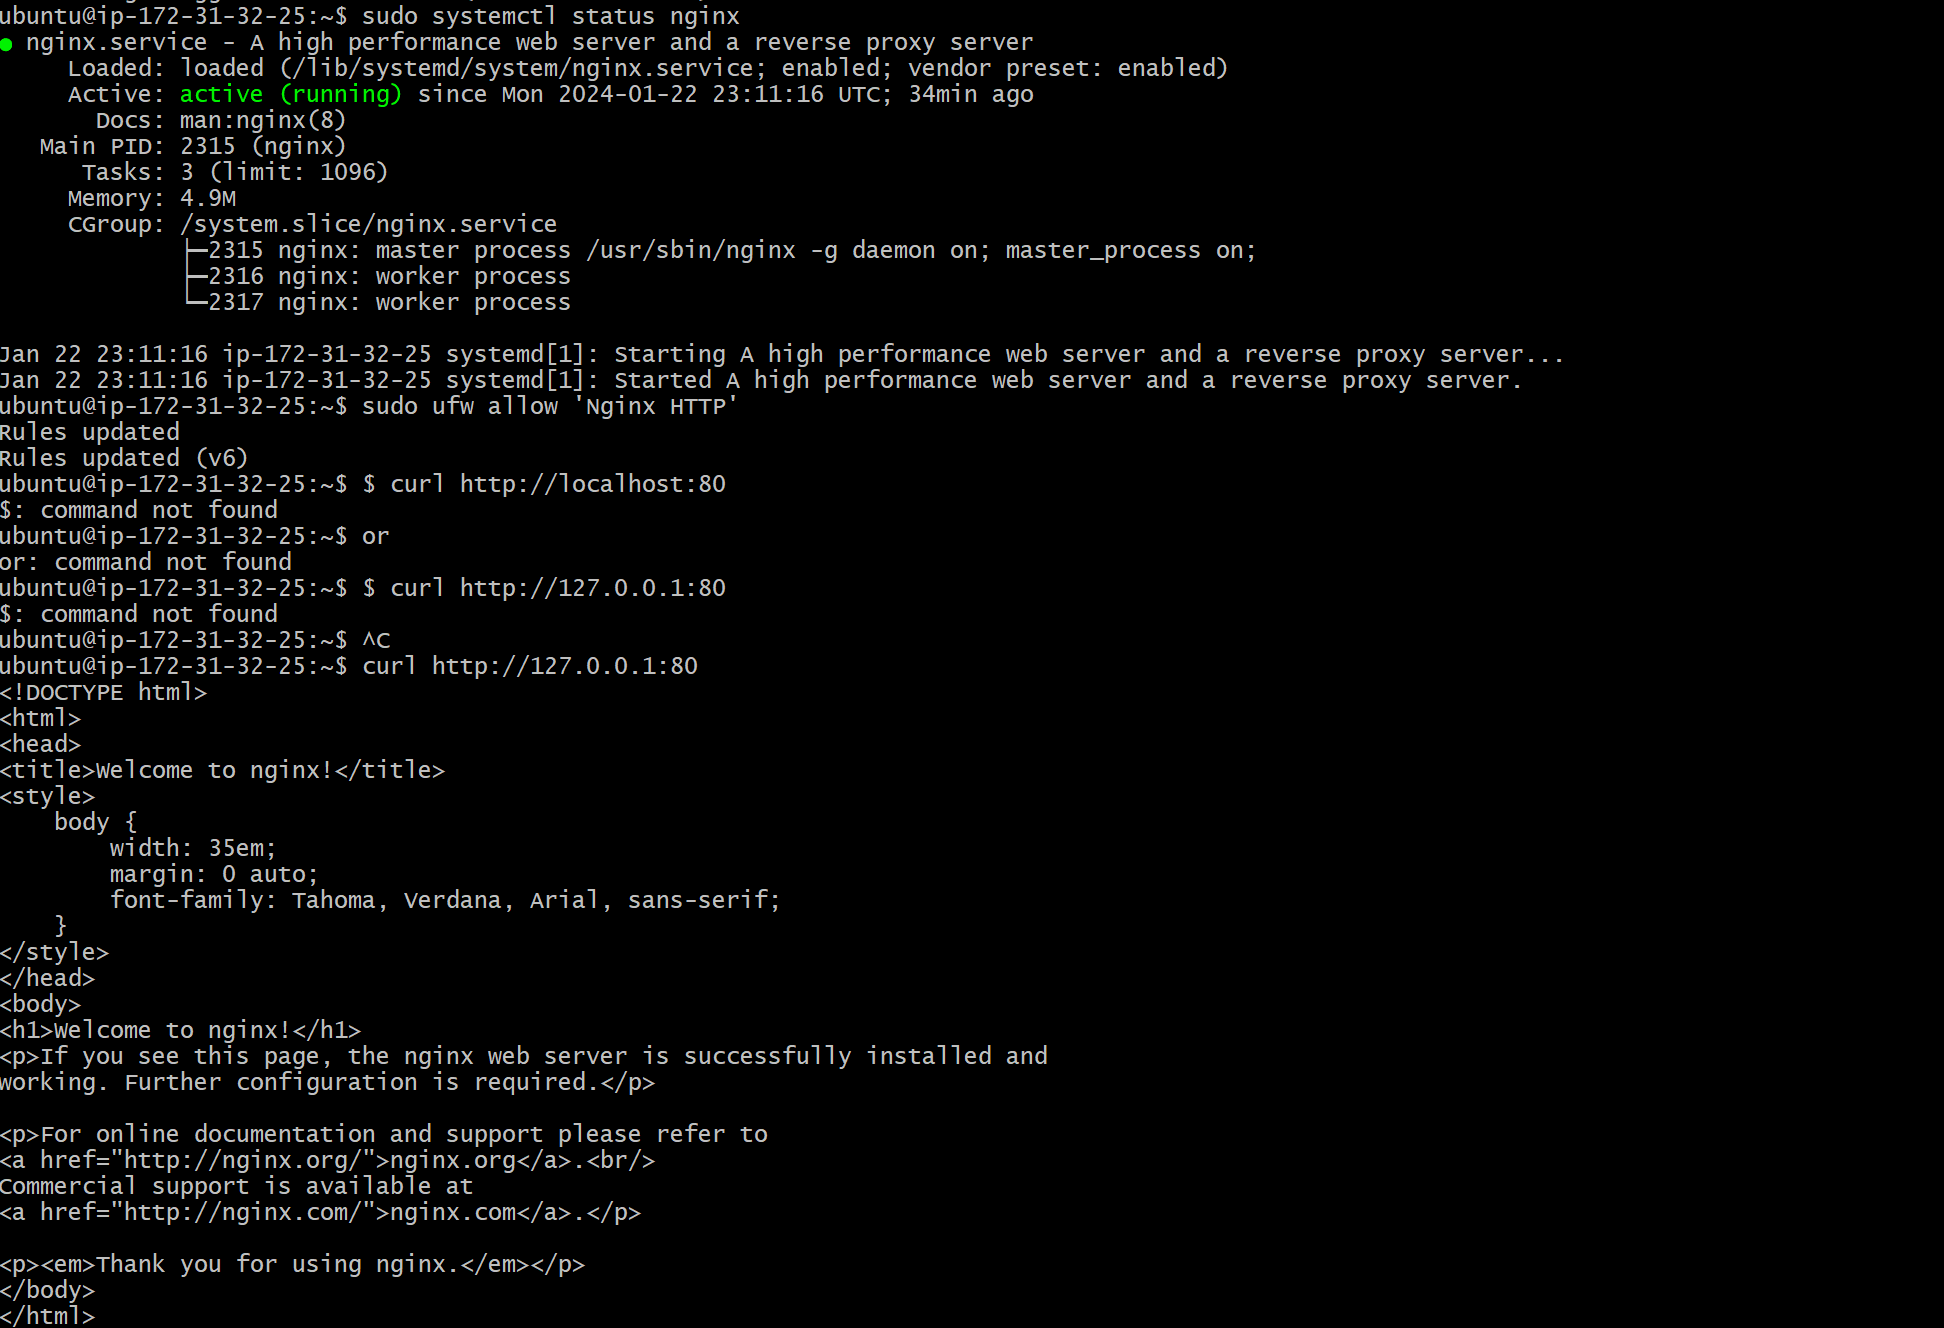 ubuntu@ip-172-31-32-25:~$ sudo systemctl status nginx
● nginx.service - A high performance web server and a reverse proxy server
     Loaded: loaded (/lib/systemd/system/nginx.service; enabled; vendor preset: enabled)
     Active: active (running) since Mon 2024-01-22 23:11:16 UTC; 34min ago
       Docs: man:nginx(8)
   Main PID: 2315 (nginx)
      Tasks: 3 (limit: 1096)
     Memory: 4.9M
     CGroup: /system.slice/nginx.service
             ├─2315 nginx: master process /usr/sbin/nginx -g daemon on; master_process on;
             ├─2316 nginx: worker process
             └─2317 nginx: worker process

Jan 22 23:11:16 ip-172-31-32-25 systemd[1]: Starting A high performance web server and a reverse proxy server...
Jan 22 23:11:16 ip-172-31-32-25 systemd[1]: Started A high performance web server and a reverse proxy server.
ubuntu@ip-172-31-32-25:~$ sudo ufw allow 'Nginx HTTP'
Rules updated
Rules updated (v6)
ubuntu@ip-172-31-32-25:~$ $ curl http://localhost:80
$: command not found
ubuntu@ip-172-31-32-25:~$ or
or: command not found
ubuntu@ip-172-31-32-25:~$ $ curl http://127.0.0.1:80
$: command not found
ubuntu@ip-172-31-32-25:~$ ^C
ubuntu@ip-172-31-32-25:~$ curl http://127.0.0.1:80
<!DOCTYPE html>
<html>
<head>
<title>Welcome to nginx!</title>
<style>
    body {
        width: 35em;
        margin: 0 auto;
        font-family: Tahoma, Verdana, Arial, sans-serif;
    }
</style>
</head>
<body>
<h1>Welcome to nginx!</h1>
<p>If you see this page, the nginx web server is successfully installed and
working. Further configuration is required.</p>

<p>For online documentation and support please refer to
<a href="http://nginx.org/">nginx.org</a>.<br/>
Commercial support is available at
<a href="http://nginx.com/">nginx.com</a>.</p>

<p><em>Thank you for using nginx.</em></p>
</body>
</html>